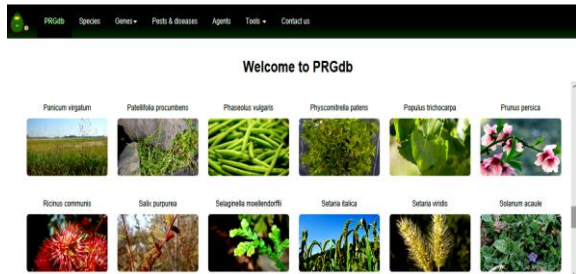 PRGdb Species Genes Pests & diseases Agents Tools Contact us
Welcome to PRGdb
Panicum virgatum Patellifolia procumbens Phaseolus vulgaris Physcomitrella patens Populus trichocarpa Prunus persica
Ricinus communis Salix purpurea Selaginella moellendorffii Setaria italica Setaria viridis Solanum acaule